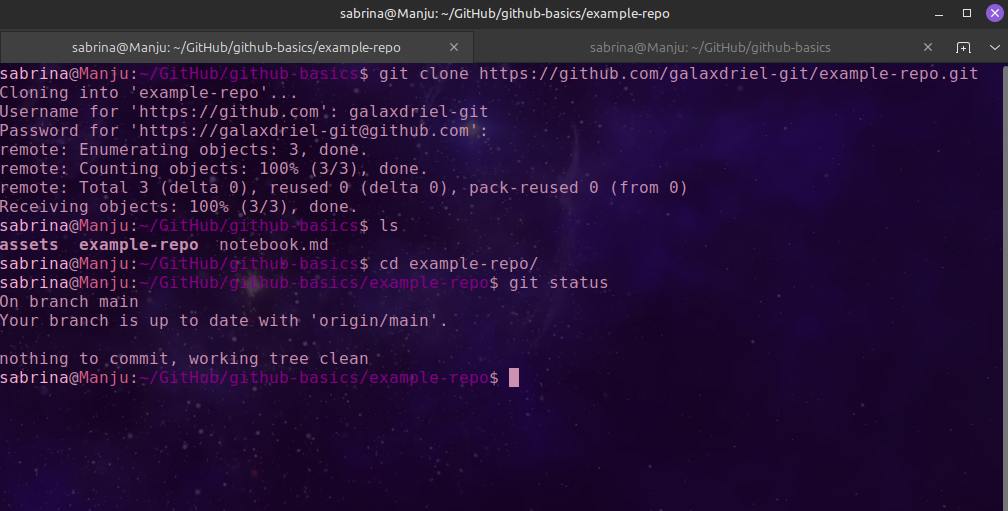 sabrina@Manju: ~/GitHub/github-basics/example-repo
sabrina@Manju: ~/GitHub/github-basics/example-repo
sabrina@Manju: ~/GitHub/github-basics
sabrina@Manju:~/GitHub/github-basics$ git clone https://github.com/galaxdriel-git/example-repo.git
Cloning into 'example-repo'...
Username for 'https://github.com': galaxdriel-git
Password for 'https://galaxdriel-git@github.com':
remote: Enumerating objects: 3, done.
remote: Counting objects: 100% (3/3), done.
remote: Total 3 (delta 0), reused 0 (delta 0), pack-reused 0 (from 0)
Receiving objects: 100% (3/3), done.
sabrina@Manju:~/GitHub/github-basics$ ls
assets  example-repo  notebook.md
sabrina@Manju:~/GitHub/github-basics$ cd example-repo/
sabrina@Manju:~/GitHub/github-basics/example-repo$ git status
On branch main
Your branch is up to date with 'origin/main'.

nothing to commit, working tree clean
sabrina@Manju:~/GitHub/github-basics/example-repo$